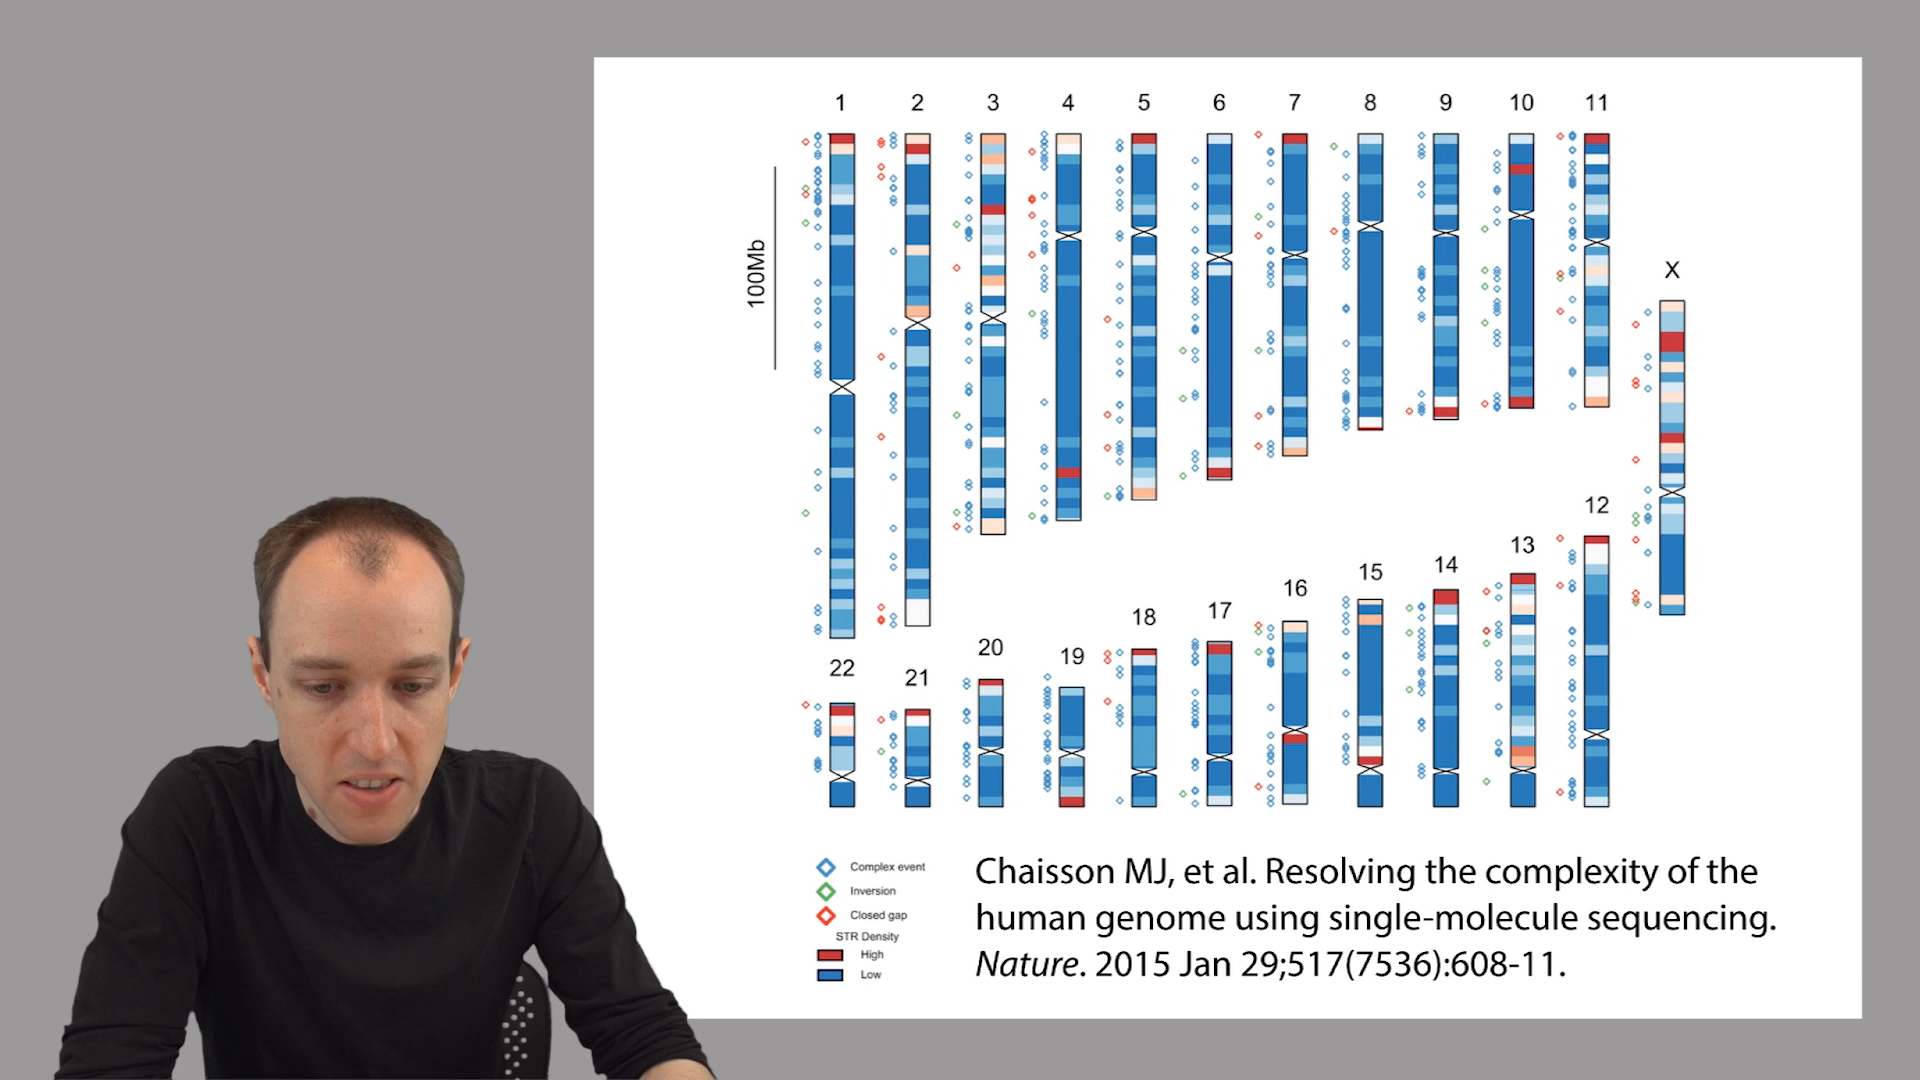 1 2 3 4 5 6 7 8 9 10 11
100Mb
X
12
13
14
15
16
17
18
19
20
21
22
Complex event
Inversion
Closed gap
STR Density
High
Low
Chaisson MJ, et al. Resolving the complexity of the
human genome using single-molecule sequencing.
Nature. 2015 Jan 29;517(7536):608-11.